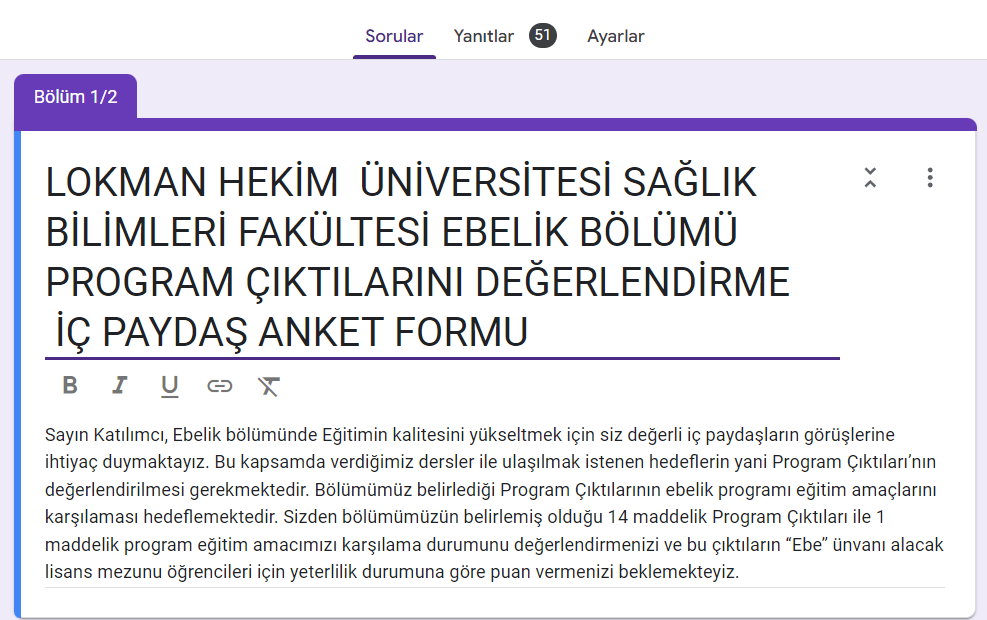 Sorular Yanıtlar 51 Ayarlar
Bölüm 1/2
LOKMAN HEKİM  ÜNİVERSİTESİ SAĞLIK
BİLİMLERİ FAKÜLTESİ EBELİK BÖLÜMÜ
PROGRAM ÇIKTILARINI DEĞERLENDİRME
İÇ PAYDAŞ ANKET FORMU
B I U
Sayın Katılımcı, Ebelik bölümünde Eğitimin kalitesini yükseltmek için siz değerli iç paydaşların görüşlerine
ihtiyaç duymaktayız. Bu kapsamda verdiğimiz dersler ile ulaşılmak istenen hedeflerin yani Program Çıktıları’nın
değerlendirilmesi gerekmektedir. Bölümümüz belirlediği Program Çıktılarının ebelik programı eğitim amaçlarını
karşılaması hedeflemektedir. Sizden bölümümüzün belirlemiş olduğu 14 maddelik Program Çıktıları ile 1
maddelik program eğitim amacımızı karşılama durumunu değerlendirmenizi ve bu çıktıların “Ebe” ünvanı alacak
lisans mezunu öğrencileri için yeterlilik durumuna göre puan vermenizi beklemekteyiz.